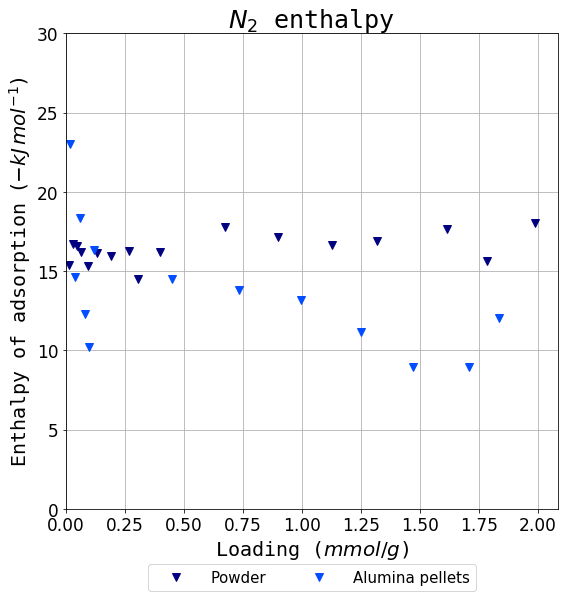 N₂ enthalpy
30
25
20
15
10
5
0
Enthalpy of adsorption (−kJ mol⁻¹)
0.00 0.25 0.50 0.75 1.00 1.25 1.50 1.75 2.00
Loading (mmol/g)
Powder Alumina pellets